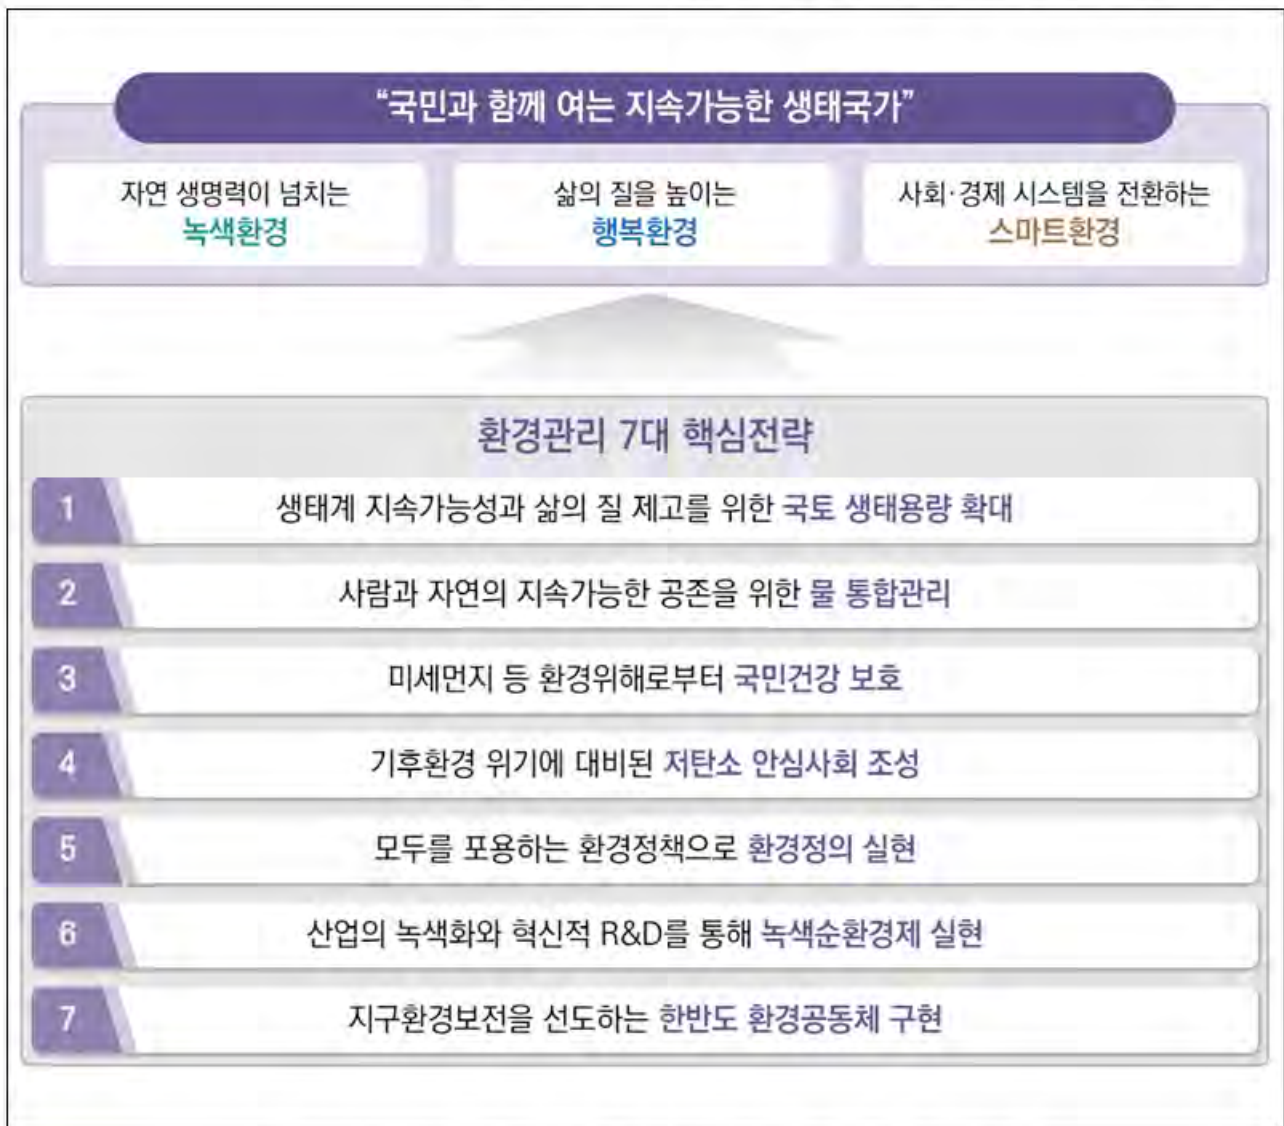 “국민과 함께 여는 지속가능한 생태국가”
자연 생명력이 넘치는
녹색환경
삶의 질을 높이는
행복환경
사회·경제 시스템을 전환하는
스마트환경
환경관리 7대 핵심전략
1 생태계 지속가능성과 삶의 질 제고를 위한 국토 생태용량 확대
2 사람과 자연의 지속가능한 공존을 위한 물 통합관리
3 미세먼지 등 환경위해로부터 국민건강 보호
4 기후환경 위기에 대비된 저탄소 안심사회 조성
5 모두를 포용하는 환경정책으로 환경정의 실현
6 산업의 녹색화와 혁신적 R&D를 통해 녹색순환경제 실현
7 지구환경보전을 선도하는 한반도 환경공동체 구현